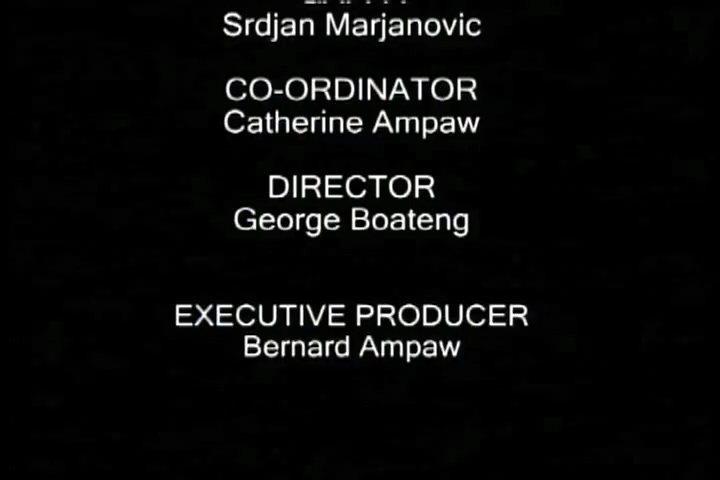 Srdjan Marjanovic
CO-ORDINATOR
Catherine Ampaw
DIRECTOR
George Boateng
EXECUTIVE PRODUCER
Bernard Ampaw